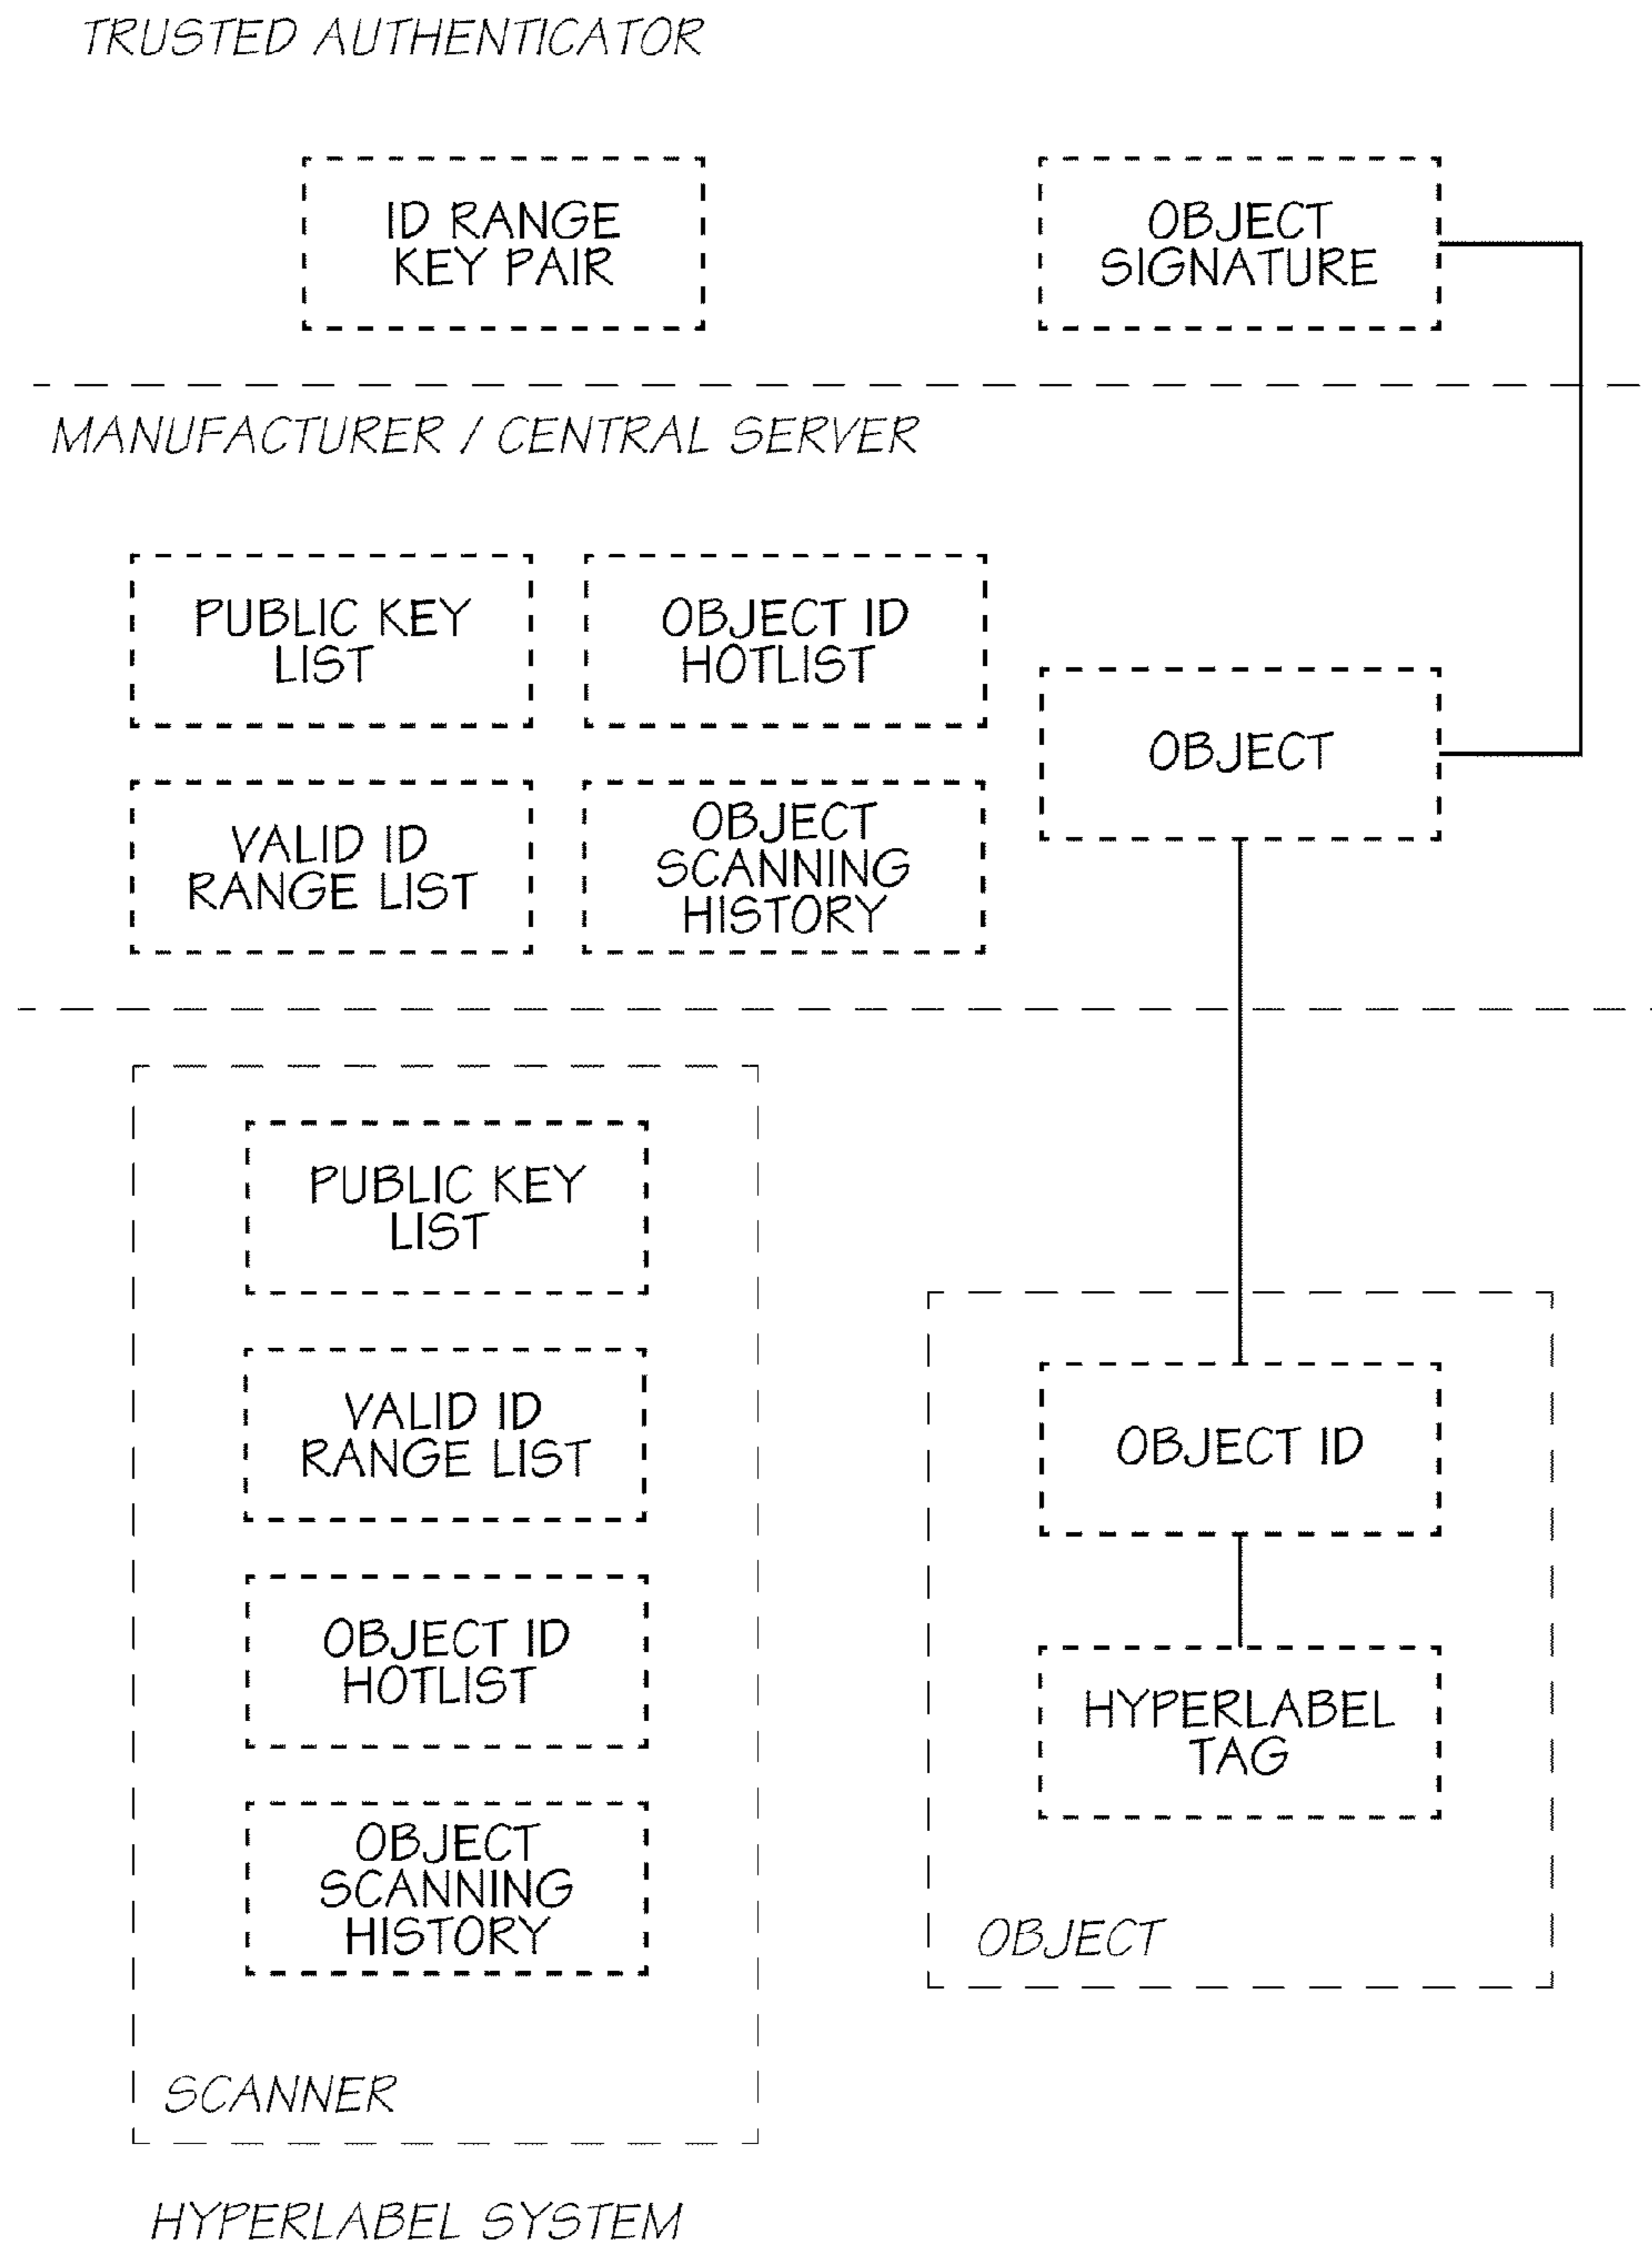 TRUSTED AUTHENTICATOR
ID RANGE
KEY PAIR
OBJECT
SIGNATURE
MANUFACTURER / CENTRAL SERVER
PUBLIC KEY
LIST
OBJECT ID
HOTLIST
OBJECT
VALID ID
RANGE LIST
OBJECT
SCANNING
HISTORY
PUBLIC KEY
LIST
VALID ID
RANGE LIST
OBJECT ID
HOTLIST
OBJECT
SCANNING
HISTORY
SCANNER
OBJECT ID
HYPERLABEL
TAG
OBJECT
HYPERLABEL SYSTEM